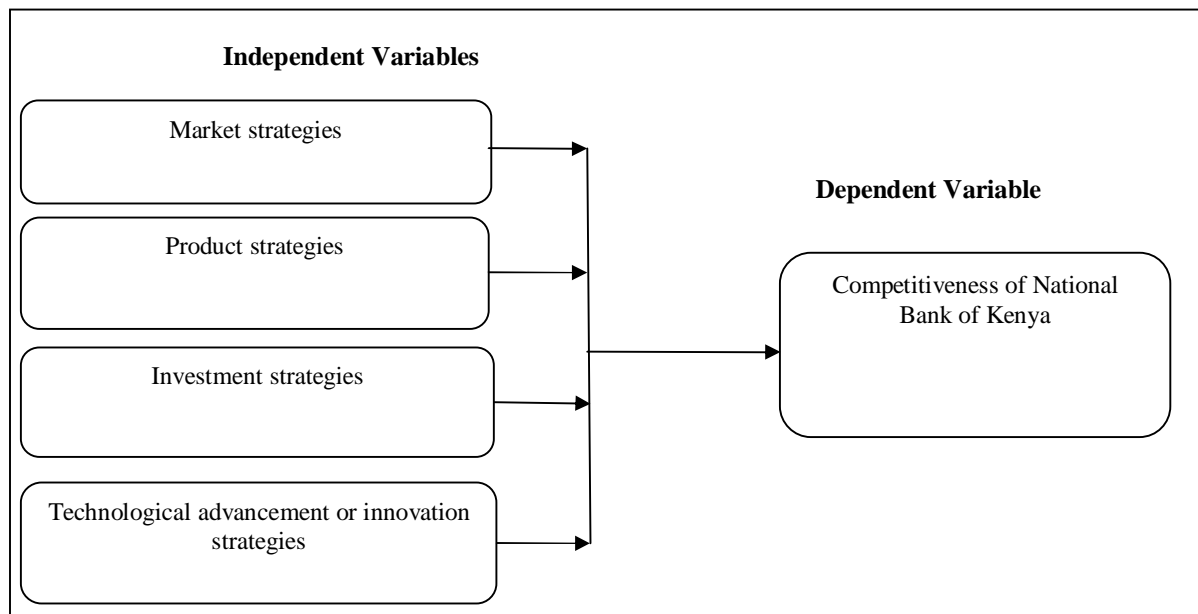 Independent Variables
Market strategies
Product strategies
Investment strategies
Technological advancement or innovation
strategies
Dependent Variable
Competitiveness of National
Bank of Kenya